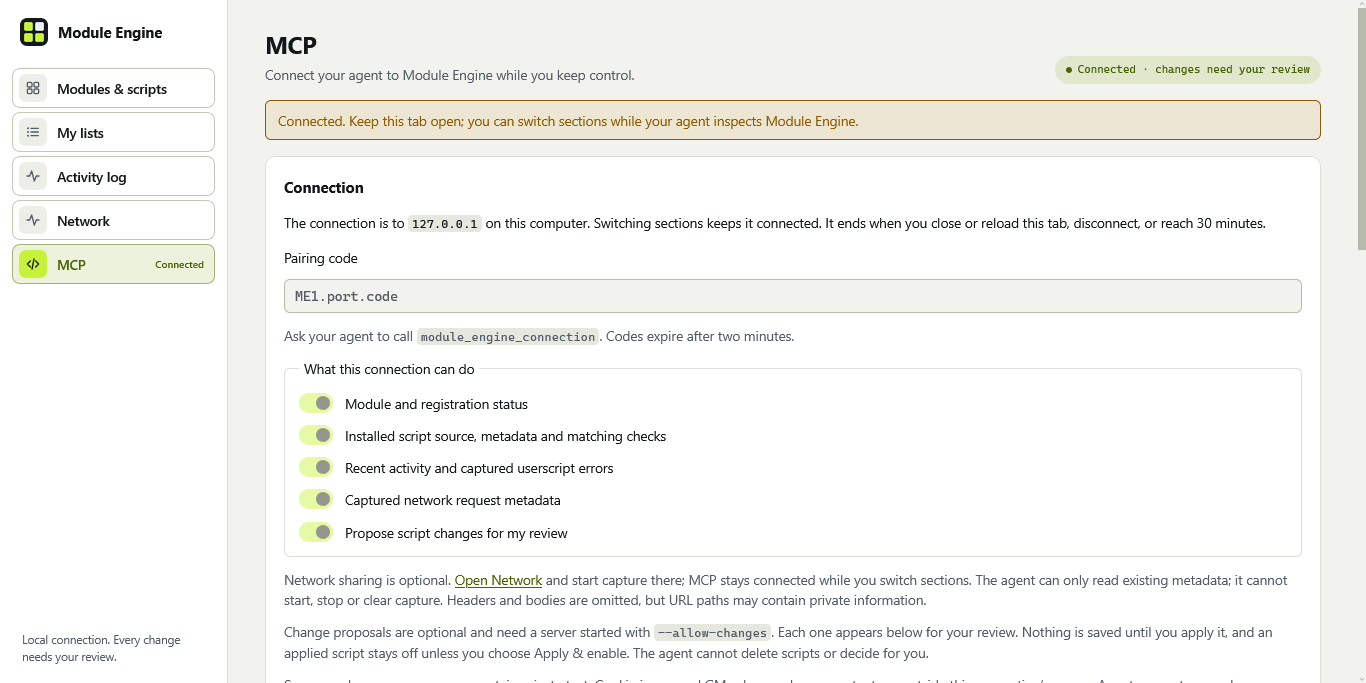 Module Engine
Modules & scripts
My lists
Activity log
Network
MCP
Connected
Local connection. Every change
needs your review.
MCP
Connect your agent to Module Engine while you keep control.
Connected · changes need your review
Connected. Keep this tab open; you can switch sections while your agent inspects Module Engine.
Connection
The connection is to 127.0.0.1 on this computer. Switching sections keeps it connected. It ends when you close or reload this tab, disconnect, or reach 30 minutes.
Pairing code
ME1.port.code
Ask your agent to call module_engine_connection. Codes expire after two minutes.
What this connection can do
Module and registration status
Installed script source, metadata and matching checks
Recent activity and captured userscript errors
Captured network request metadata
Propose script changes for my review
Network sharing is optional. Open Network and start capture there; MCP stays connected while you switch sections. The agent can only read existing metadata; it cannot
start, stop or clear capture. Headers and bodies are omitted, but URL paths may contain private information.
Change proposals are optional and need a server started with --allow-changes. Each one appears below for your review. Nothing is saved until you apply it, and an
applied script stays off unless you choose Apply & enable. The agent cannot delete scripts or decide for you.